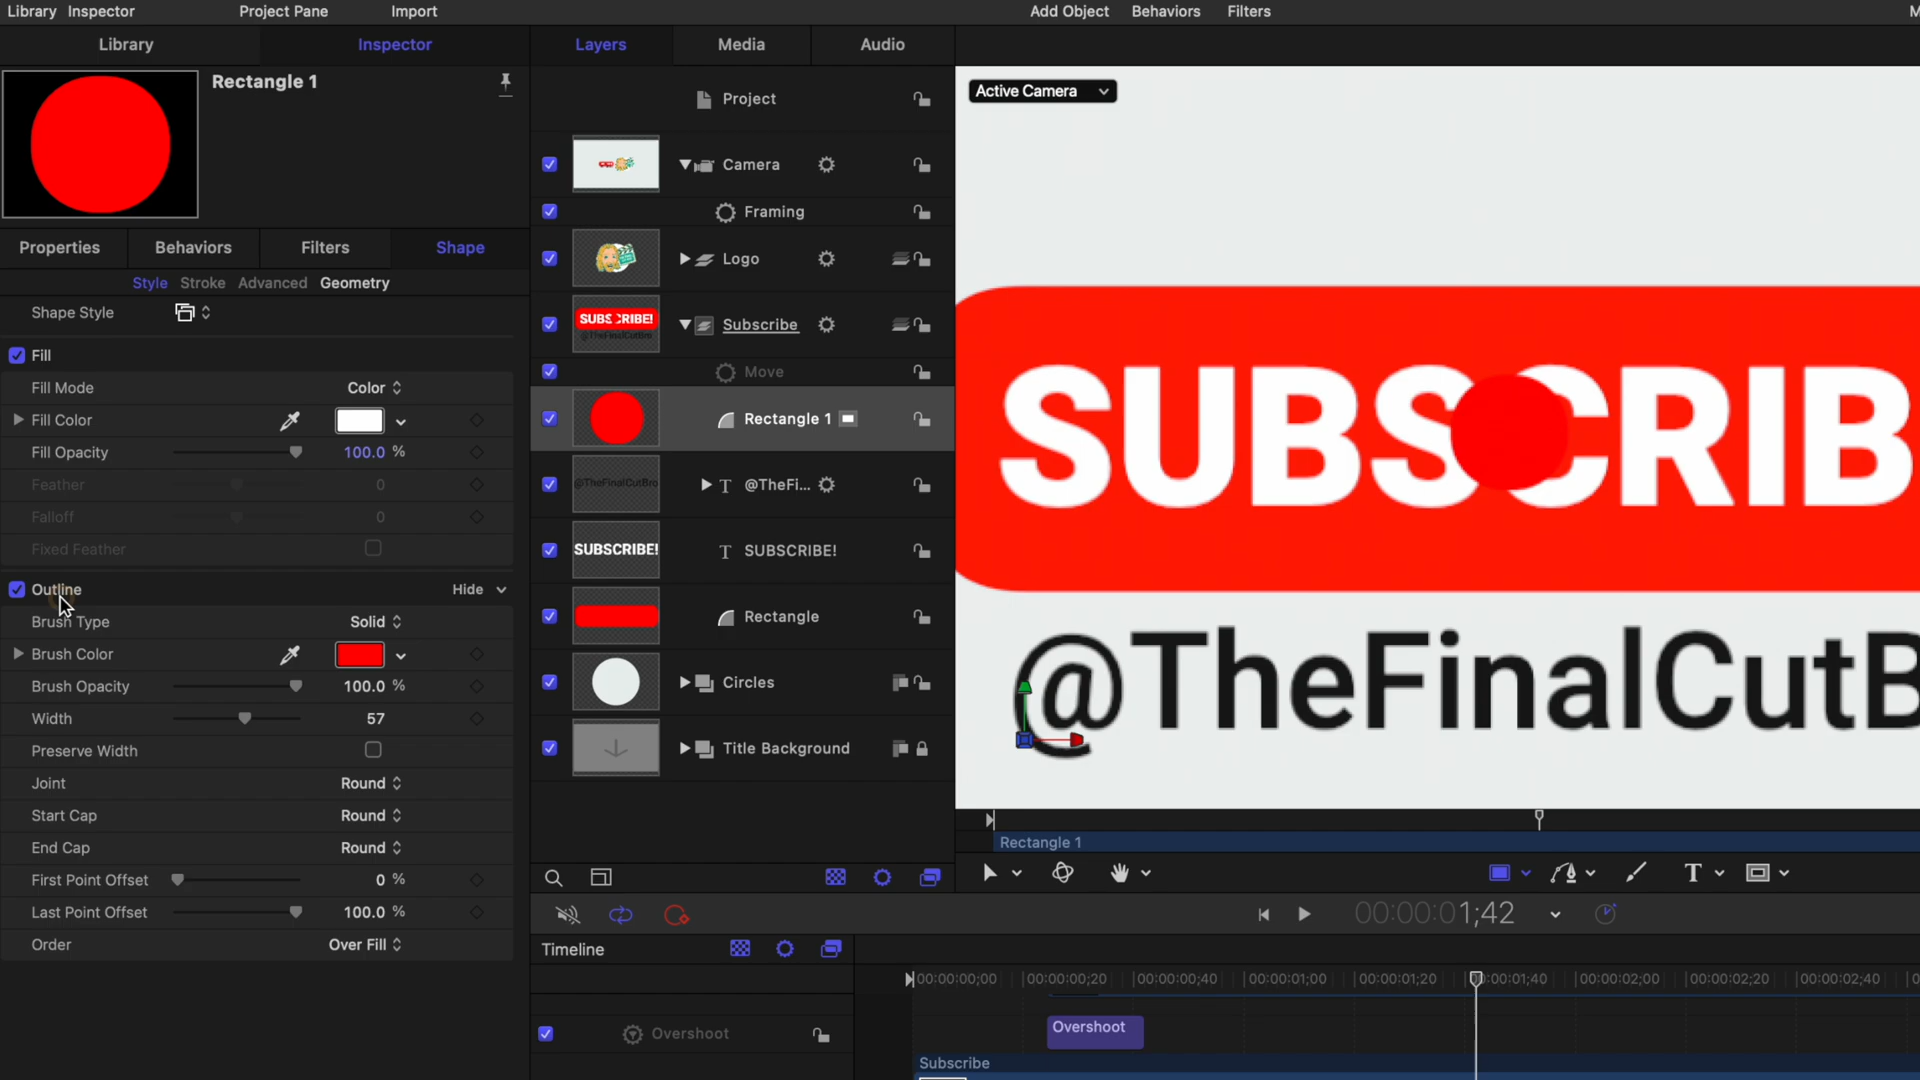 Library Inspector Project Pane Import Add Object Behaviors Filters M
Library Inspector Layers Media Audio
Rectangle 1
Active Camera
Project
Camera
Framing
Logo
SUBS CRIBE!
@TheFinalCutBro
Subscribe
Move
Rectangle 1
@TheFinalCutBro
T @TheFi...
SUBSCRIBE!
T SUBSCRIBE!
Rectangle
Circles
Title Background
Properties Behaviors Filters Shape
Style Stroke Advanced Geometry
Shape Style
Fill
Fill Mode Color
Fill Color
Fill Opacity 100.0 %
Feather 0
Falloff 0
Fixed Feather
Outline Hide
Brush Type Solid
Brush Color
Brush Opacity 100.0 %
Width 57
Preserve Width
Joint Round
Start Cap Round
End Cap Round
First Point Offset 0 %
Last Point Offset 100.0 %
Order Over Fill
SUBSCRIB
@TheFinalCutB
Rectangle 1
T
00:00:01;42
Timeline
00:00:00;00 00:00:00;20 00:00:00;40 00:00:01;00 00:00:01;20 00:00:01;40 00:00:02;00 00:00:02;20 00:00:02;40 0
Overshoot
Overshoot
Subscribe